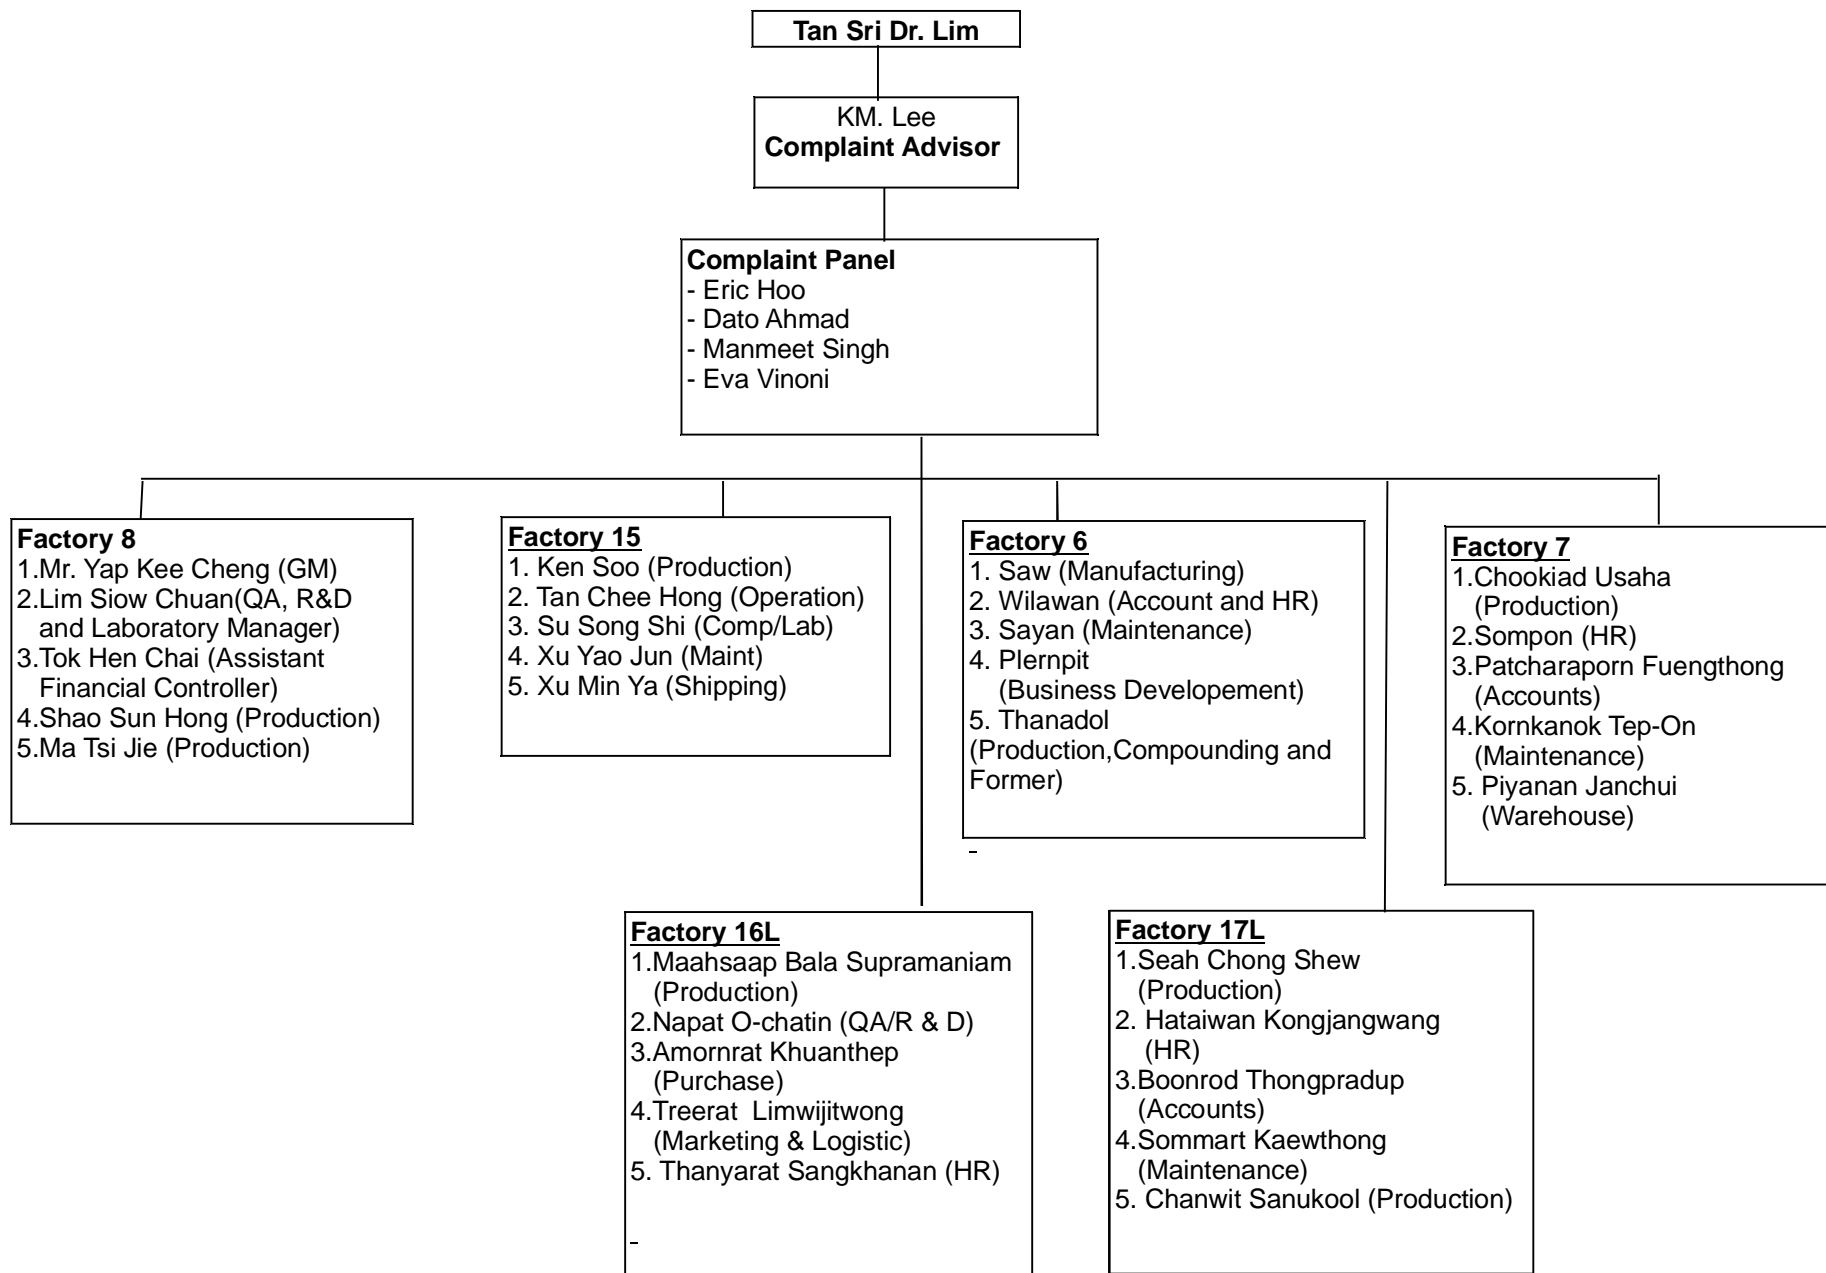 Tan Sri Dr. Lim
KM. Lee
Complaint Advisor
Complaint Panel
- Eric Hoo
- Dato Ahmad
- Manmeet Singh
- Eva Vinoni
Factory 8
1.Mr. Yap Kee Cheng (GM)
2.Lim Siow Chuan(QA, R&D
and Laboratory Manager)
3.Tok Hen Chai (Assistant
Financial Controller)
4.Shao Sun Hong (Production)
5.Ma Tsi Jie (Production)
Factory 15
1. Ken Soo (Production)
2. Tan Chee Hong (Operation)
3. Su Song Shi (Comp/Lab)
4. Xu Yao Jun (Maint)
5. Xu Min Ya (Shipping)
Factory 6
1. Saw (Manufacturing)
2. Wilawan (Account and HR)
3. Sayan (Maintenance)
4. Plernpit
(Business Developement)
5. Thanadol
(Production,Compounding and
Former)
Factory 7
1.Chookiad Usaha
(Production)
2.Sompon (HR)
3.Patcharaporn Fuengthong
(Accounts)
4.Kornkanok Tep-On
(Maintenance)
5. Piyanan Janchui
(Warehouse)
Factory 16L
1.Maahsaap Bala Supramaniam
(Production)
2.Napat O-chatin (QA/R & D)
3.Amornrat Khuanthep
(Purchase)
4.Treerat  Limwijitwong
(Marketing & Logistic)
5. Thanyarat Sangkhanan (HR)
Factory 17L
1.Seah Chong Shew
(Production)
2. Hataiwan Kongjangwang
(HR)
3.Boonrod Thongpradup
(Accounts)
4.Sommart Kaewthong
(Maintenance)
5. Chanwit Sanukool (Production)